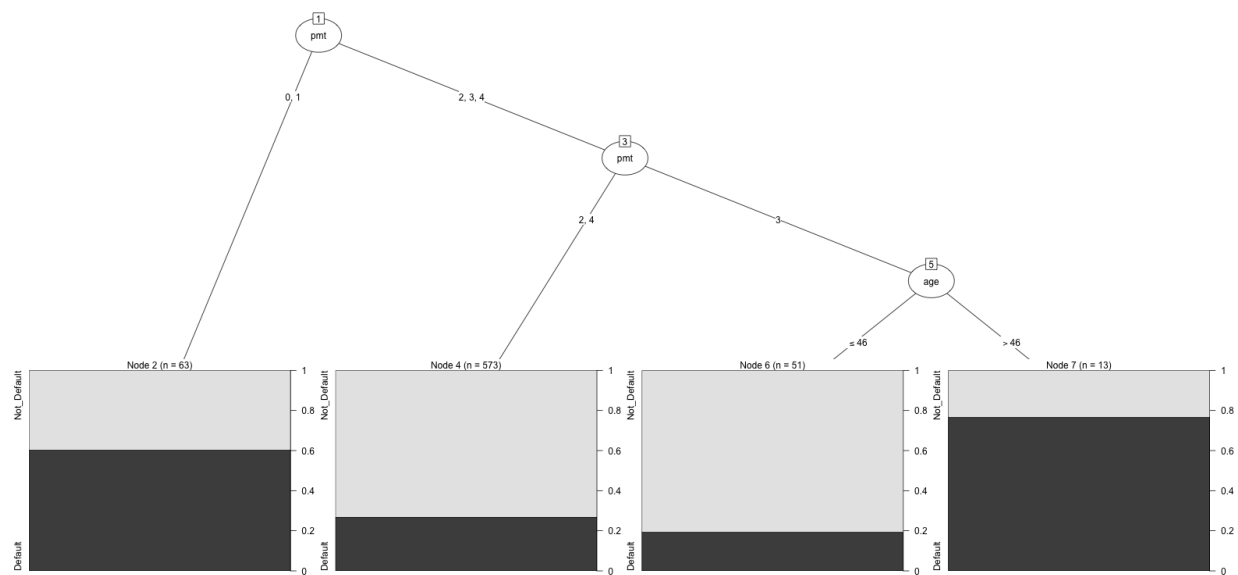 1
pmt
0, 1
2, 3, 4
3
pmt
2, 4
3
5
age
≤ 46
> 46
Node 2 (n = 63)
Not_Default
Default
1
0.8
0.6
0.4
0.2
0
Node 4 (n = 573)
Not_Default
Default
1
0.8
0.6
0.4
0.2
0
Node 6 (n = 51)
Not_Default
Default
1
0.8
0.6
0.4
0.2
0
Node 7 (n = 13)
Not_Default
Default
1
0.8
0.6
0.4
0.2
0